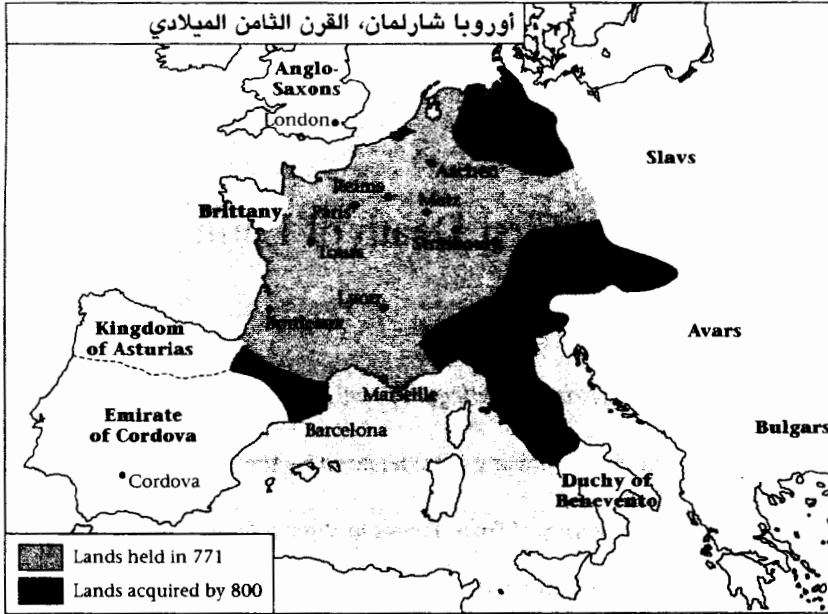 أوروبا شارلمان، القرن الثامن الميلادي
Anglo-
Saxons
London
Slavs
Aachen
Reims
Metz
Brittany
Paris
Strasbourg
Tours
Lyon
Bordeaux
Kingdom
of Asturias
Avars
Marseille
Emirate
of Cordova
Barcelona
Bulgars
Cordova
Duchy of
Benevento
Lands held in 771
Lands acquired by 800